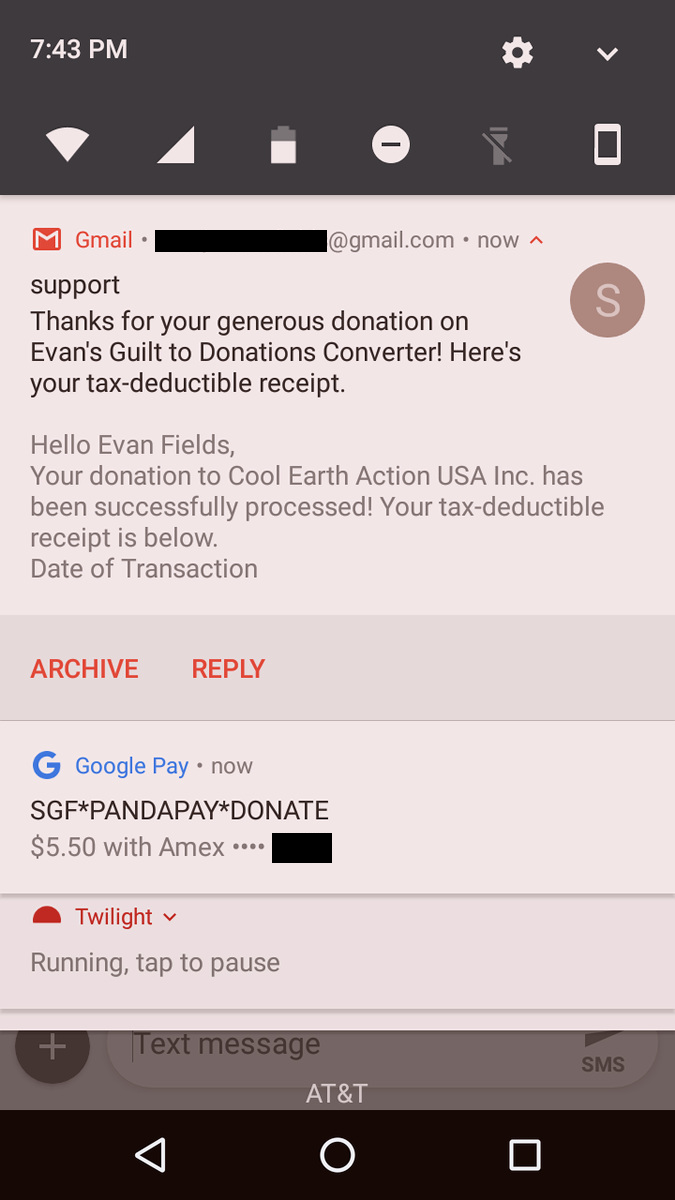 7:43 PM
Gmail • @gmail.com • now
support
S
Thanks for your generous donation on
Evan's Guilt to Donations Converter! Here's
your tax-deductible receipt.
Hello Evan Fields,
Your donation to Cool Earth Action USA Inc. has
been successfully processed! Your tax-deductible
receipt is below.
Date of Transaction
ARCHIVE REPLY
G Google Pay • now
SGF*PANDAPAY*DONATE
$5.50 with Amex ••••
Twilight
Running, tap to pause
Text message
SMS
AT&T